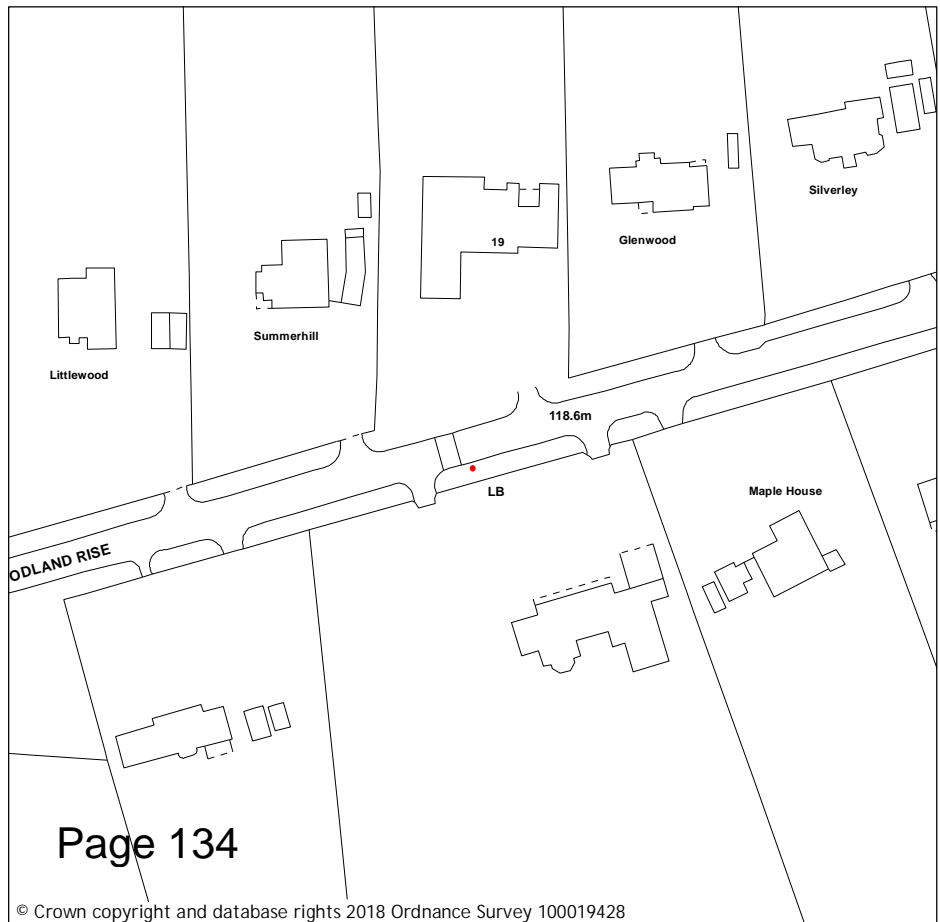 Silverley
Glenwood
19
Summerhill
Littlewood
118.6m
LB
Maple House
ODLAND RISE
Page 134
© Crown copyright and database rights 2018 Ordnance Survey 100019428